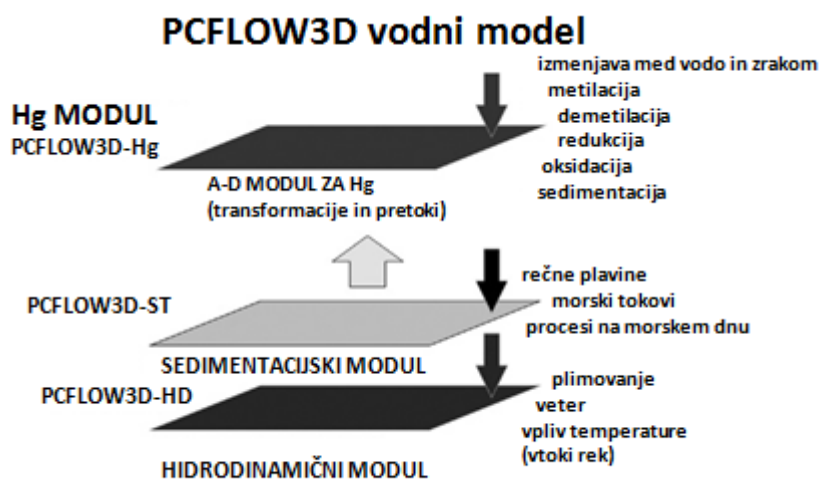 PCFLOW3D vodni model
izmenjava med vodo in zrakom
metilacija
demetilacija
redukcija
oksidacija
sedimentacija
Hg MODUL
PCFLOW3D-Hg
A-D MODUL ZA Hg
(transformacije in pretoki)
rečne plavine
morski tokovi
procesi na morskem dnu
PCFLOW3D-ST
SEDIMENTACIJSKI MODUL
PCFLOW3D-HD
plimovanje
veter
vpliv temperature
(vtoki rek)
HIDRODINAMIČNI MODUL